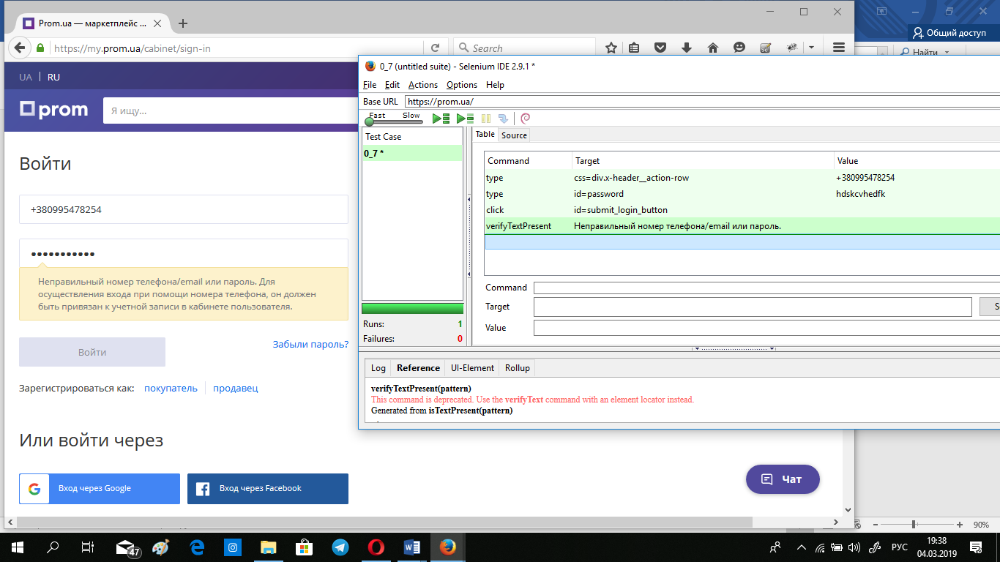 Prom.ua — маркетплейс ...
Общий доступ
https://my.prom.ua/cabinet/sign-in
Search
Найти
UA | RU
prom
Я ищу...
Войти
+380995478254
●●●●●●●●●●●
Неправильный номер телефона/email или пароль. Для
осуществления входа при помощи номера телефона, он должен
быть привязан к учетной записи в кабинете пользователя.
Войти
Забыли пароль?
Зарегистрироваться как: покупатель | продавец
Или войти через
Вход через Google
Вход через Facebook
Чат
0_7 (untitled suite) - Selenium IDE 2.9.1 *
File Edit Actions Options Help
Base URL https://prom.ua/
Fast Slow
Test Case
0_7 *
Runs: 1
Failures: 0
Table Source
Command Target Value
type css=div.x-header__action-row +380995478254
type id=password hdskcvhedfk
click id=submit_login_button
verifyTextPresent Неправильный номер телефона/email или пароль.
Command
Target
Value
Log Reference UI-Element Rollup
verifyTextPresent(pattern)
This command is deprecated. Use the verifyText command with an element locator instead.
Generated from isTextPresent(pattern)
90%
47
РУС
19:38
04.03.2019